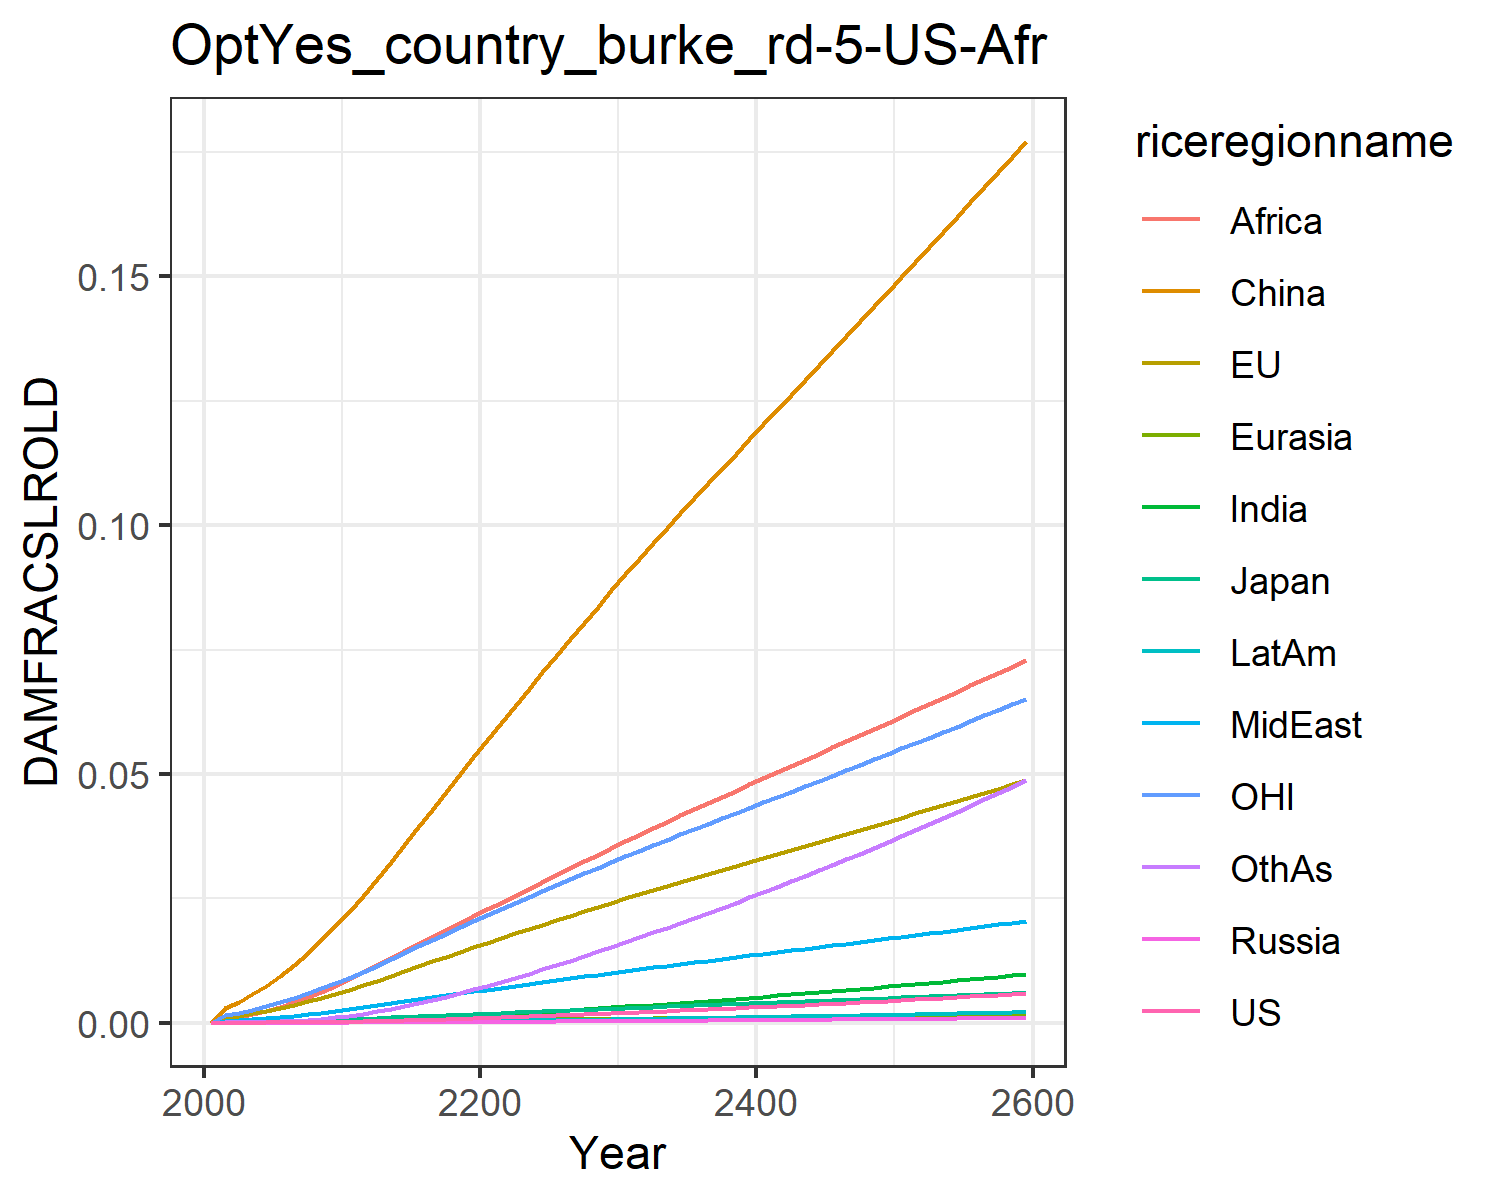 OptYes_country_burke_rd-5-US-Afr
DAMFRACSLROLD
0.15
0.10
0.05
0.00
2000 2200 2400 2600
Year
riceregionname
Africa
China
EU
Eurasia
India
Japan
LatAm
MidEast
OHI
OthAs
Russia
US